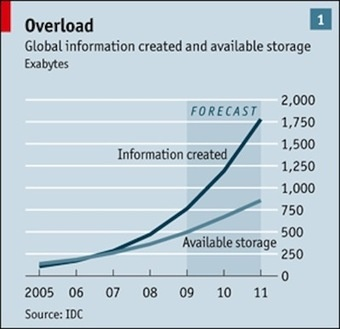 Overload
1
Global information created and available storage
Exabytes
FORECAST
2,000
1,750
1,500
1,250
1,000
750
500
250
0
Information created
Available storage
2005 06 07 08 09 10 11
Source: IDC